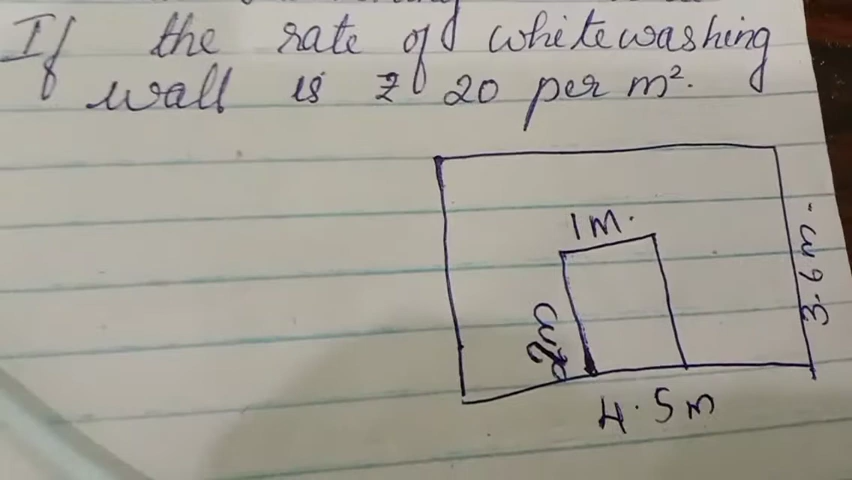 If the rate of whitewashing
wall is ₹ 20 per m².
1M.
2m
3.6m.
4.5m